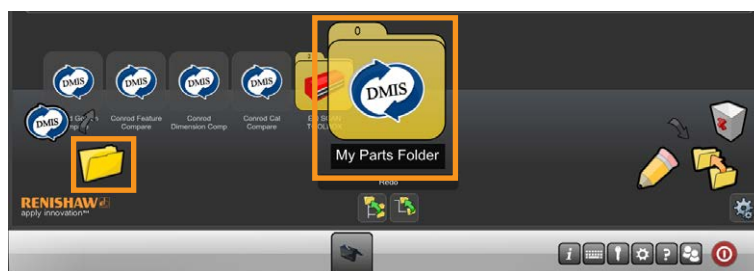 0
DMIS
DMIS
DMIS
DMIS
DMIS
DMIS
Conrod Feature
Compare
Conrod
Dimension Comp
Conrod Cal
Compare
My Parts Folder
Redo
RENISHAW
apply innovation™